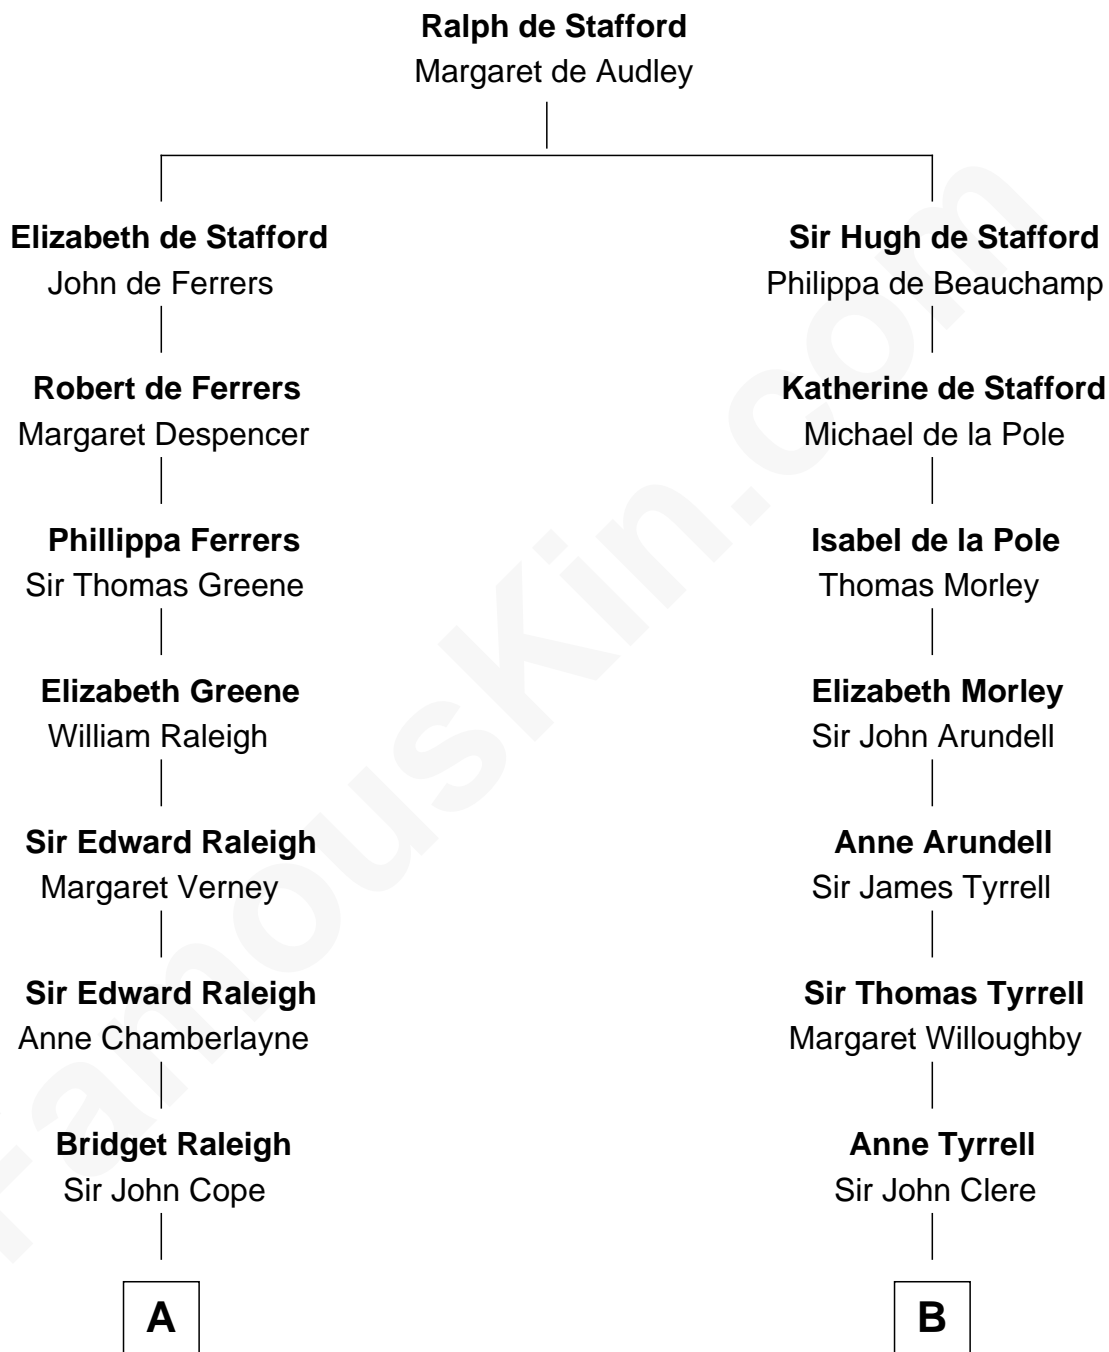 Ralph de Stafford
Margaret de Audley
Elizabeth de Stafford
John de Ferrers
Sir Hugh de Stafford
Philippa de Beauchamp
Robert de Ferrers
Margaret Despencer
Katherine de Stafford
Michael de la Pole
Phillippa Ferrers
Sir Thomas Greene
Isabel de la Pole
Thomas Morley
Elizabeth Greene
William Raleigh
Elizabeth Morley
Sir John Arundell
Sir Edward Raleigh
Margaret Verney
Anne Arundell
Sir James Tyrrell
Sir Edward Raleigh
Anne Chamberlayne
Sir Thomas Tyrrell
Margaret Willoughby
Bridget Raleigh
Sir John Cope
Anne Tyrrell
Sir John Clere
A
B
FamousKin.com